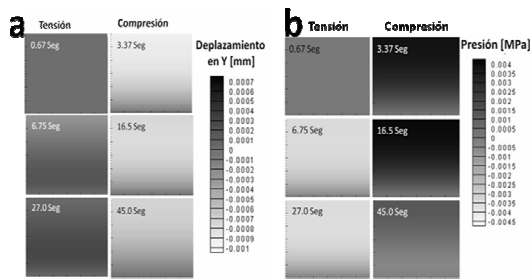 a
Tensión
Compresión
0.67 Seg
3.37 Seg
6.75 Seg
16.5 Seg
27.0 Seg
45.0 Seg
Deplazamiento
en Y [mm]
0.0007
0.0006
0.0005
0.0004
0.0003
0.0002
0.0001
0
-0.0001
-0.0002
-0.0003
-0.0004
-0.0005
-0.0006
-0.0007
-0.0008
-0.0009
-0.001
b
Tensión
Compresión
0.67 Seg
3.37 Seg
6.75 Seg
16.5 Seg
27.0 Seg
45.0 Seg
Presión [MPa]
0.004
0.0035
0.003
0.0025
0.002
0.0015
0.001
0.0005
0
-0.0005
-0.001
-0.0015
-0.002
-0.0025
-0.003
-0.0035
-0.004
-0.0045